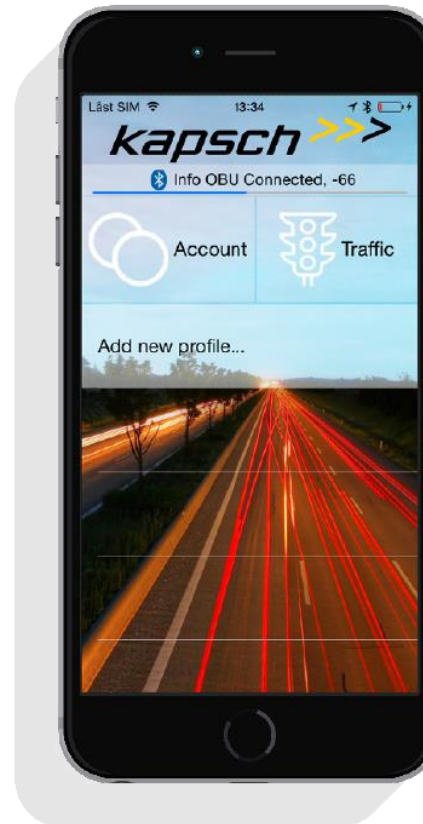 Låst SIM 13:34
kapsch >>>
Info OBU Connected, -66
Account Traffic
Add new profile...